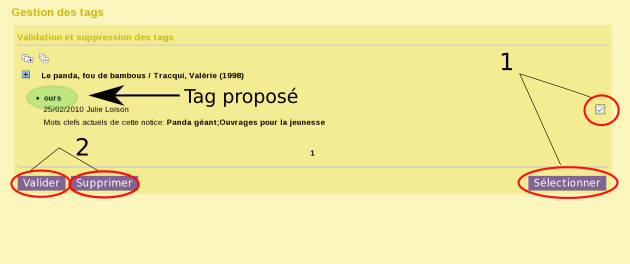 Gestion des tags
Validation et suppression des tags
1
Le panda, fou de bambous / Tracqui, Valérie (1998)
• ours
Tag proposé
25/02/2010 Julie Loison
Mots clefs actuels de cette notice: Panda géant;Ouvrages pour la jeunesse
2
1
Valider Supprimer Sélectionner